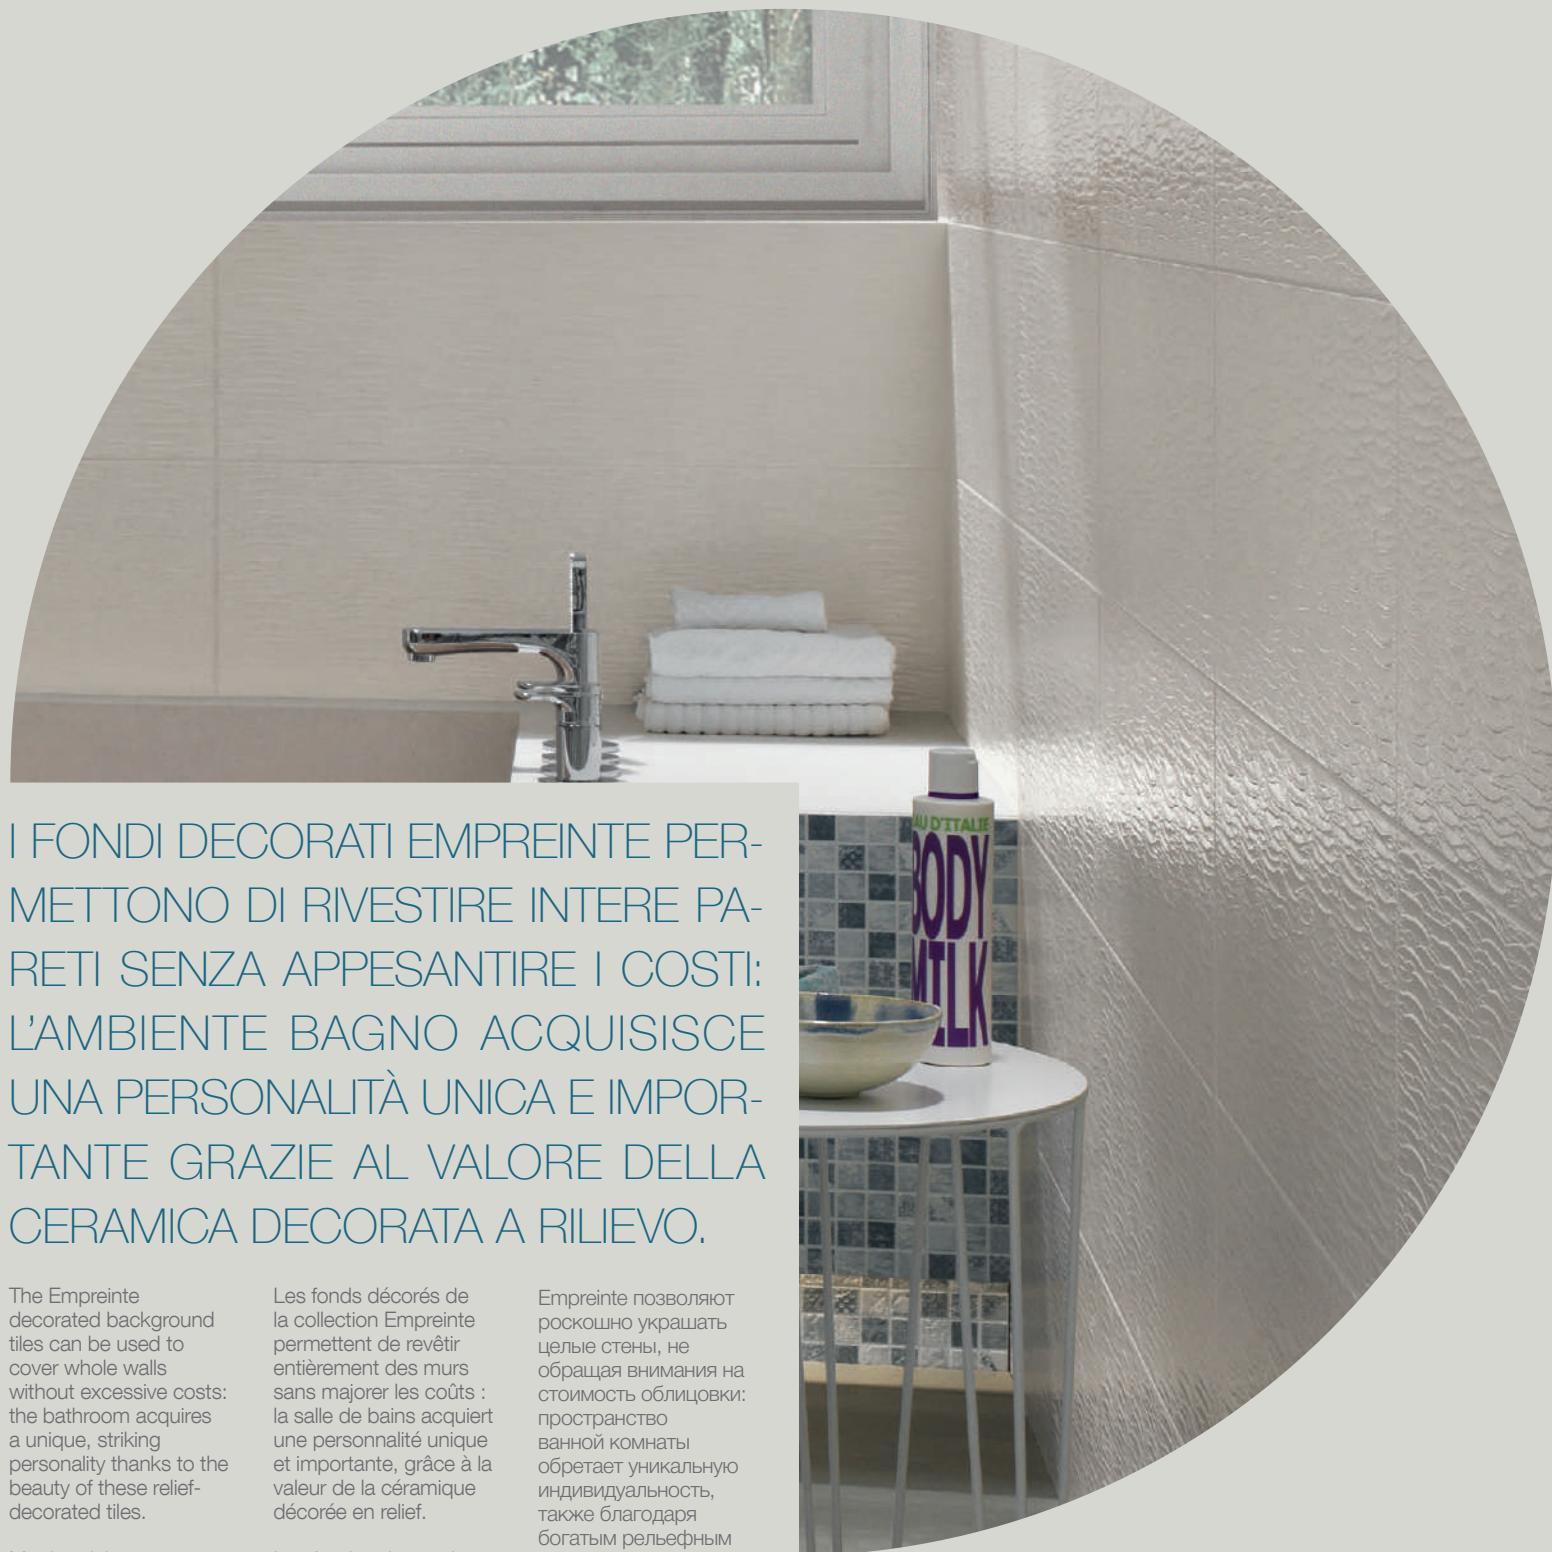 AU D'ITALIE
BODY
MILK
I FONDI DECORATI EMPREINTE PER-
METTONO DI RIVESTIRE INTERE PA-
RETI SENZA APPESANTIRE I COSTI:
L'AMBIENTE BAGNO ACQUISISCE
UNA PERSONALITÀ UNICA E IMPOR-
TANTE GRAZIE AL VALORE DELLA
CERAMICA DECORATA A RILIEVO.
The Empreinte
decorated background
tiles can be used to
cover whole walls
without excessive costs:
the bathroom acquires
a unique, striking
personality thanks to the
beauty of these relief-
decorated tiles.
Les fonds décorés de
la collection Empreinte
permettent de revêtir
entièrement des murs
sans majorer les coûts :
la salle de bains acquiert
une personnalité unique
et importante, grâce à la
valeur de la céramique
décorée en relief.
Empreinte позволяют
роскошно украшать
целые стены, не
обращая внимания на
стоимость облицовки:
пространство
ванной комнаты
обретает уникальную
индивидуальность,
также благодаря
богатым рельефным